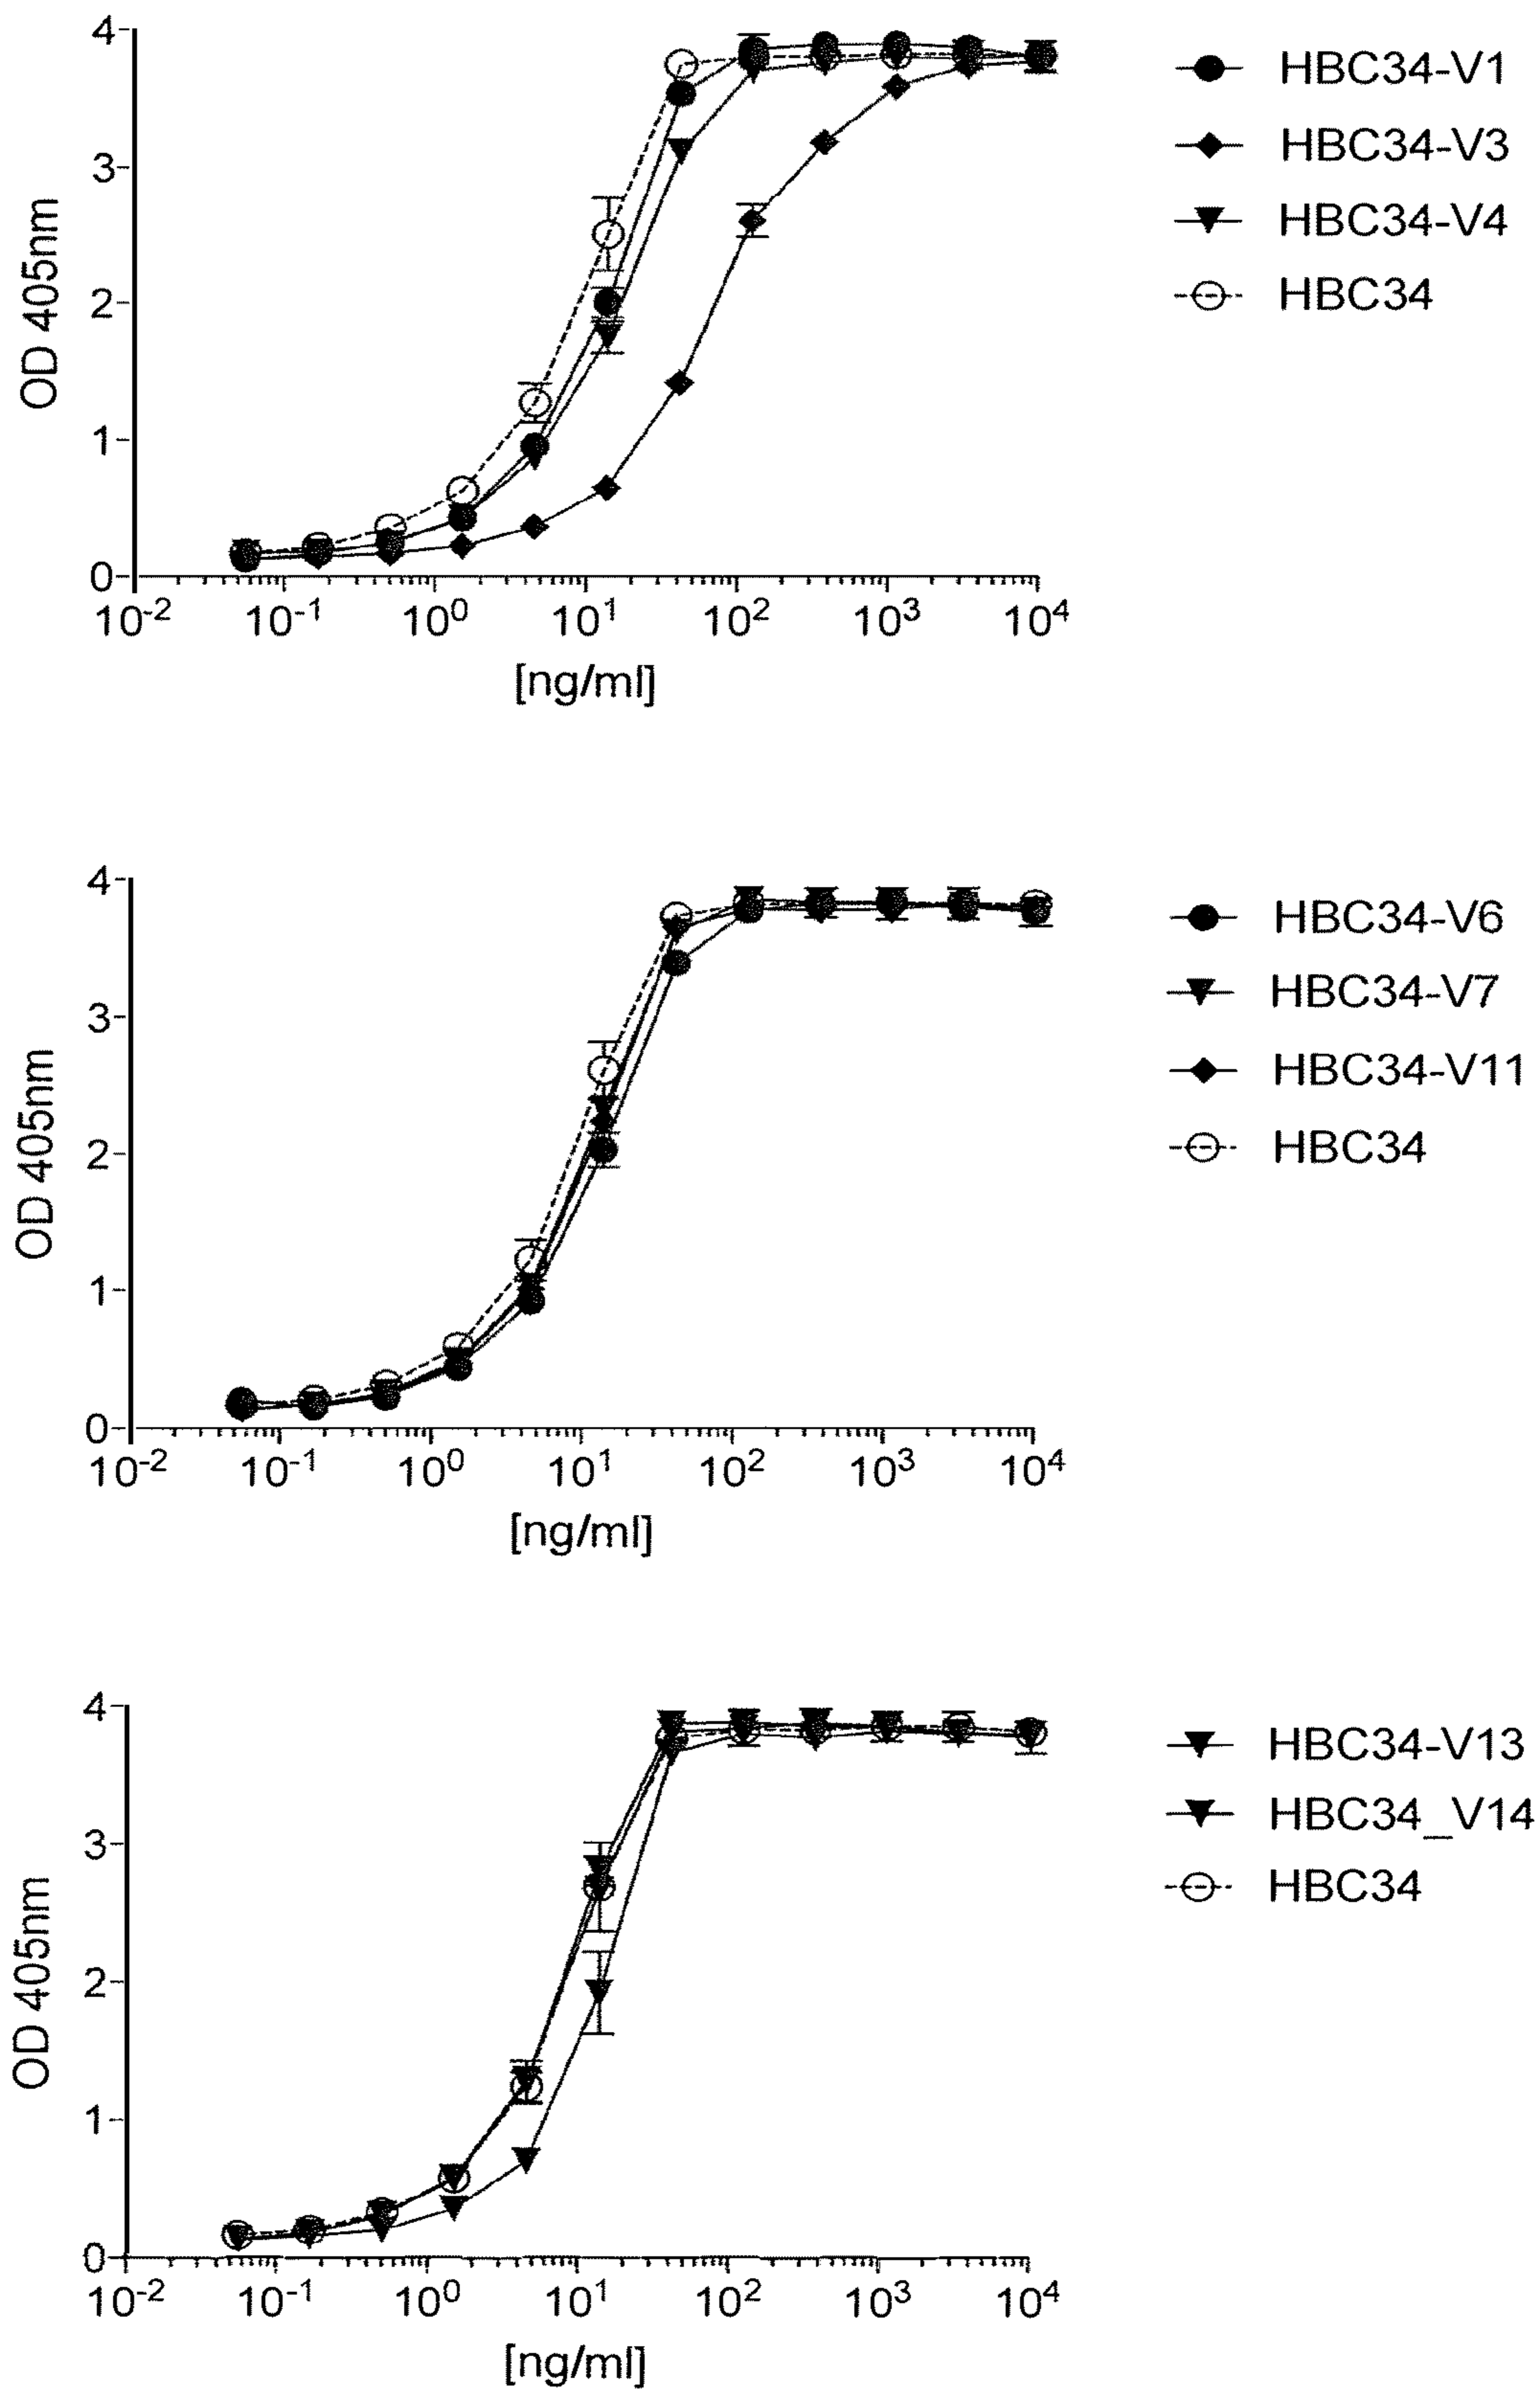 4
3
2
1
0
OD 405nm
10-2 10-1 100 101 102 103 104
[ng/ml]
HBC34-V1
HBC34-V3
HBC34-V4
HBC34
4
3
2
1
0
OD 405nm
10-2 10-1 100 101 102 103 104
[ng/ml]
HBC34-V6
HBC34-V7
HBC34-V11
HBC34
4
3
2
1
0
OD 405nm
10-2 10-1 100 101 102 103 104
[ng/ml]
HBC34-V13
HBC34_V14
HBC34